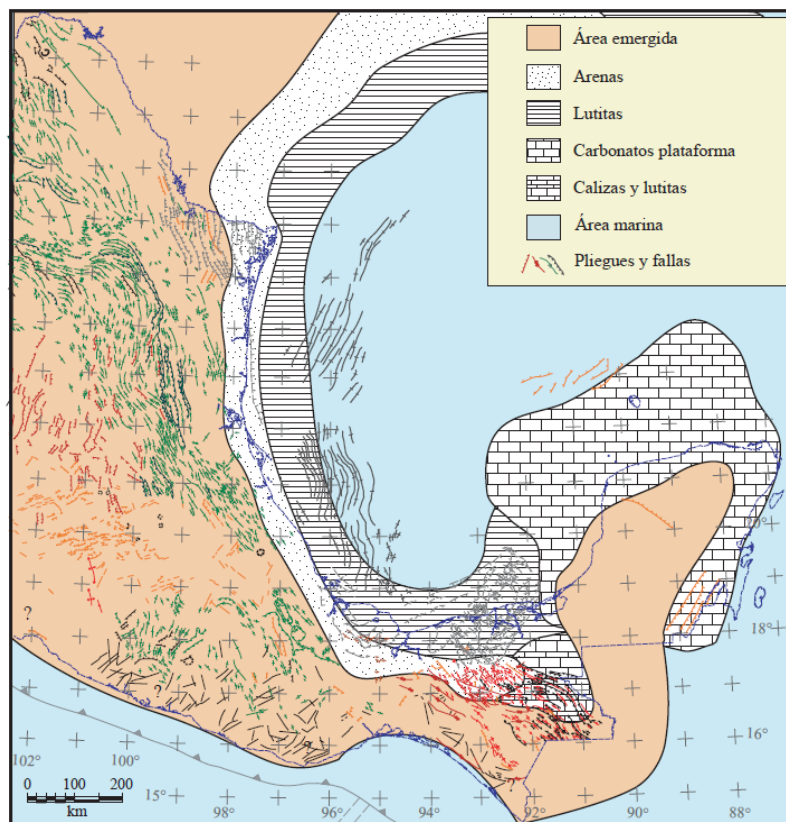 Área emergida
Arenas
Lutitas
Carbonatos plataforma
Calizas y lutitas
Área marina
Pliegues y fallas
20°
18°
?
?
16°
102°
100°
0 100 200
km
15°
98°
96°
94°
?
92°
90°
88°